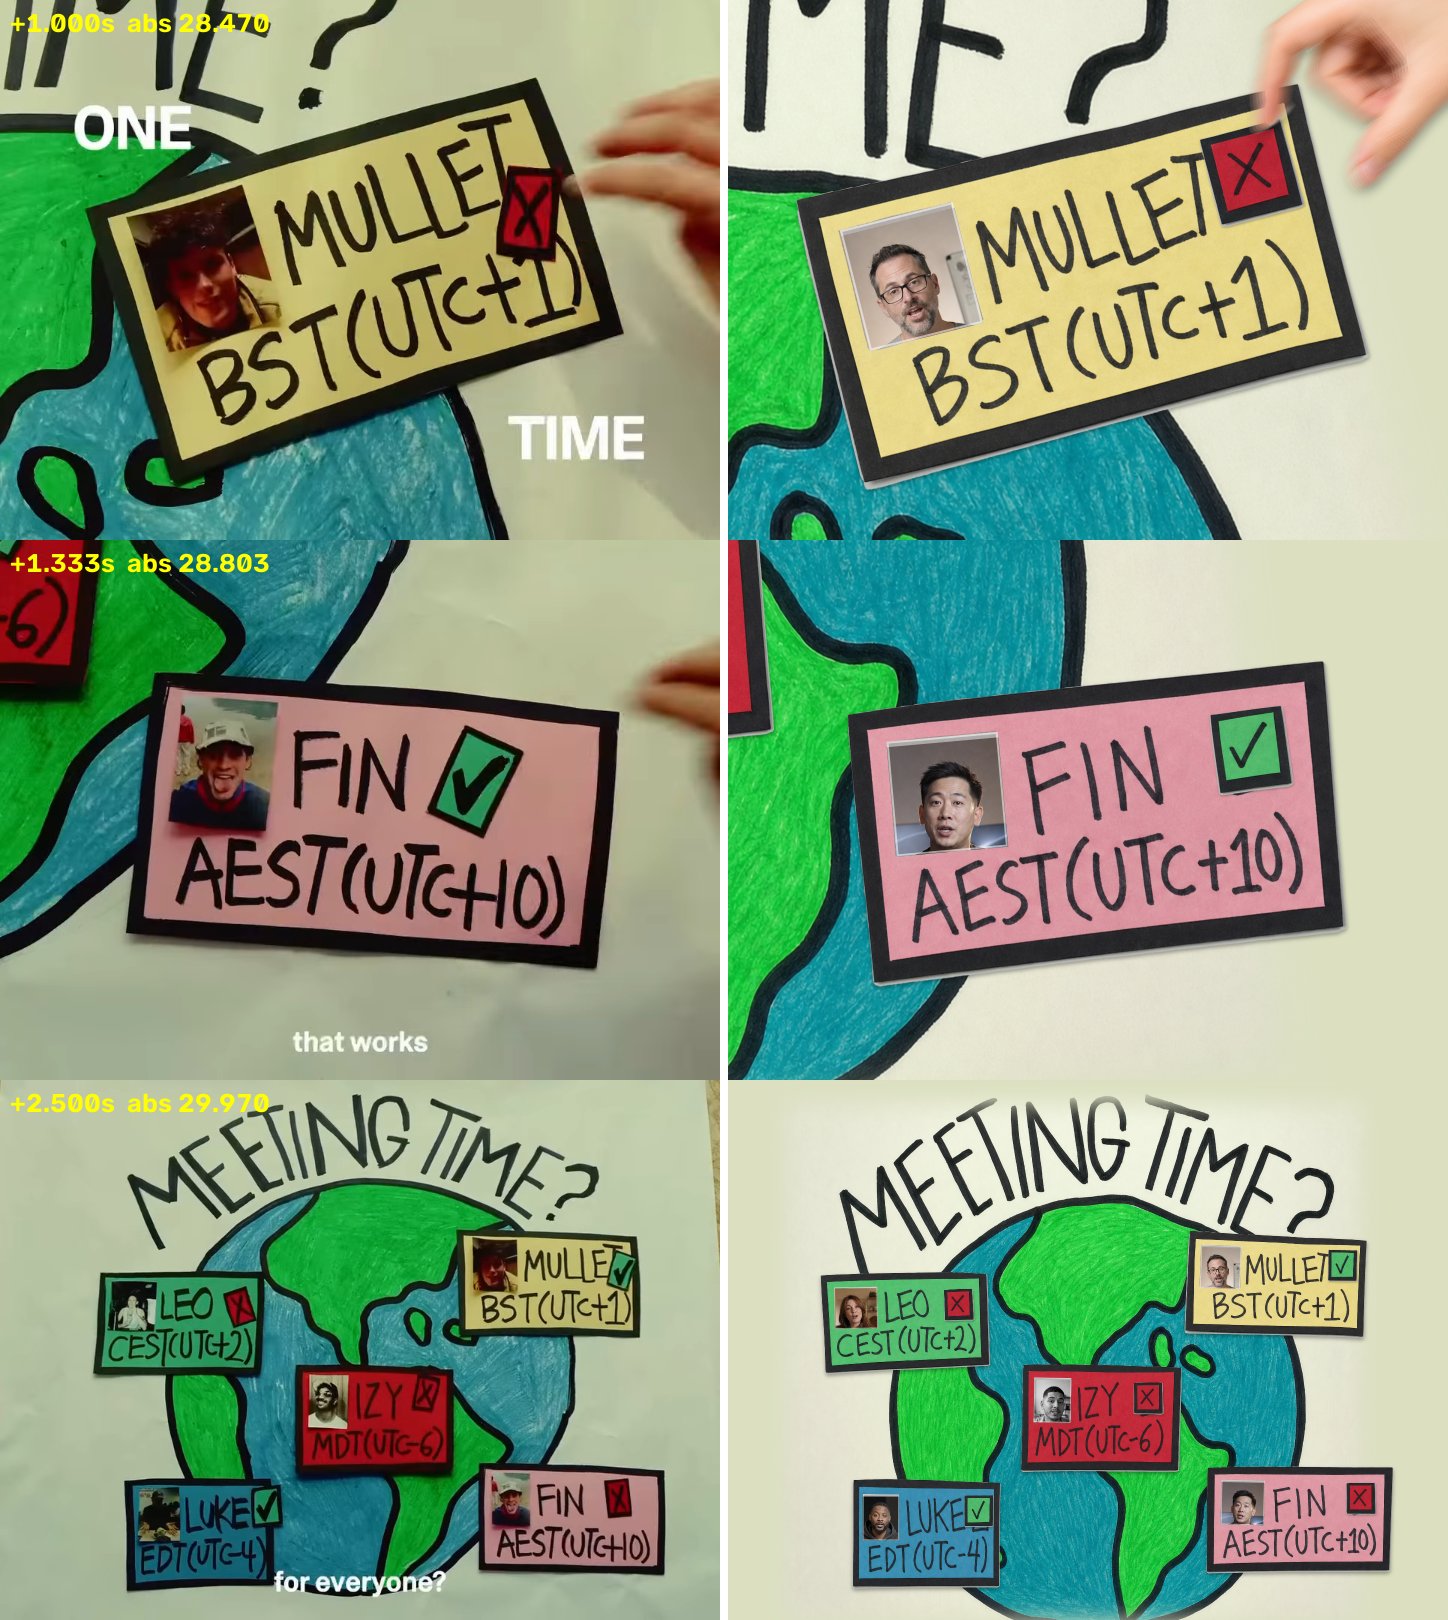 +1.000s abs 28.470
TIME?
ONE
MULLET
X
BST(UTC+1)
TIME
ME?
MULLET
X
BST(UTC+1)
+1.333s abs 28.803
-6)
FIN ✓
AEST(UTC+10)
that works
FIN ✓
AEST(UTC+10)
+2.500s abs 29.970
MEETING TIME?
MULLET ✓
BST(UTC+1)
LEO X
CEST(UTC+2)
IZY X
MDT(UTC-6)
LUKE ✓
EDT(UTC-4)
FIN X
AEST(UTC+10)
for everyone?
MEETING TIME?
MULLET ✓
BST(UTC+1)
LEO X
CEST(UTC+2)
IZY X
MDT(UTC-6)
LUKE ✓
EDT(UTC-4)
FIN X
AEST(UTC+10)